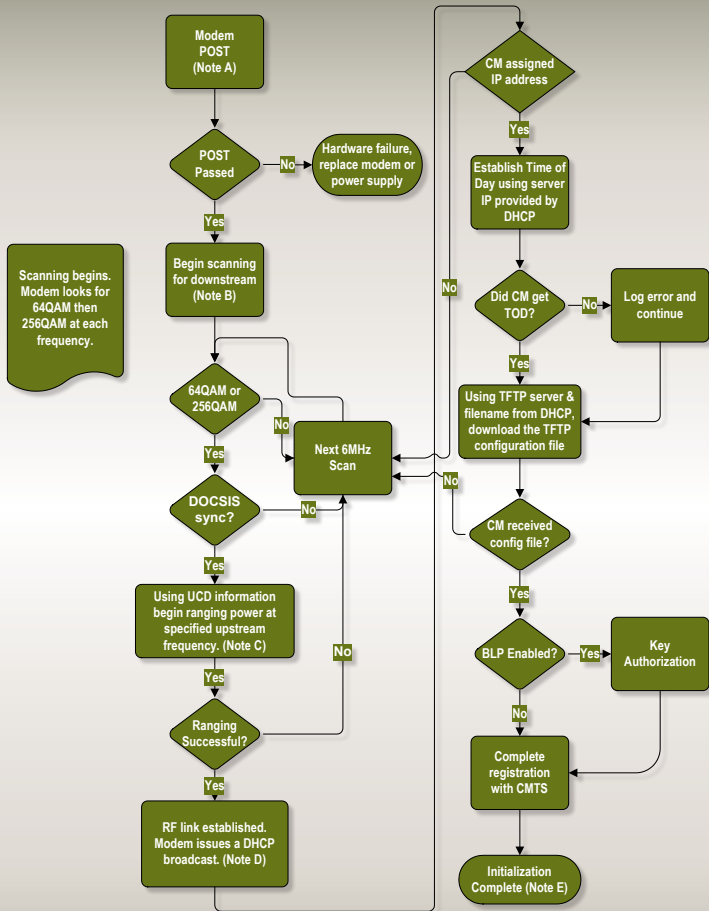 Modem
POST
(Note A)
POST
Passed
No
Hardware failure,
replace modem or
power supply
Yes
Begin scanning
for downstream
(Note B)
Scanning begins.
Modem looks for
64QAM then
256QAM at each
frequency.
64QAM or
256QAM
No
Next 6MHz
Scan
Yes
DOCSIS
sync?
No
Yes
Using UCD information
begin ranging power at
specified upstream
frequency. (Note C)
No
Yes
Ranging
Successful?
Yes
RF link established.
Modem issues a DHCP
broadcast. (Note D)
CM assigned
IP address
No
Yes
Establish Time of
Day using server
IP provided by
DHCP
Did CM get
TOD?
No
Log error and
continue
Yes
Using TFTP server &
filename from DHCP,
download the TFTP
configuration file
No
CM received
config file?
Yes
BLP Enabled?
Yes
Key
Authorization
No
Complete
registration
with CMTS
Initialization
Complete (Note E)